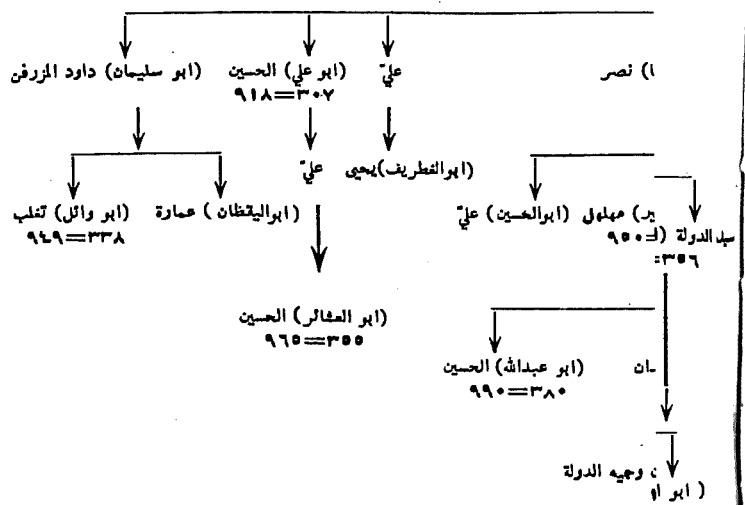 نصر
عليّ
(ابو علي) الحسين
٣٠٧=٩١٨
(ابو سليمان) داود المزرفن
(ابوالغطريف) يحيى
عليّ
مهلهل (ابوالحسين) عليّ
(ابواليقظان) عمارة
(ابو وائل) تغلب
٣٣٨=٩٤٩
الدولة
٣٥٦=
(ابو العشائر) الحسين
٣٥٥=٩٦٥
(ابو عبدالله) الحسين
٣٨٠=٩٩٠
وجيه الدولة
( ابو